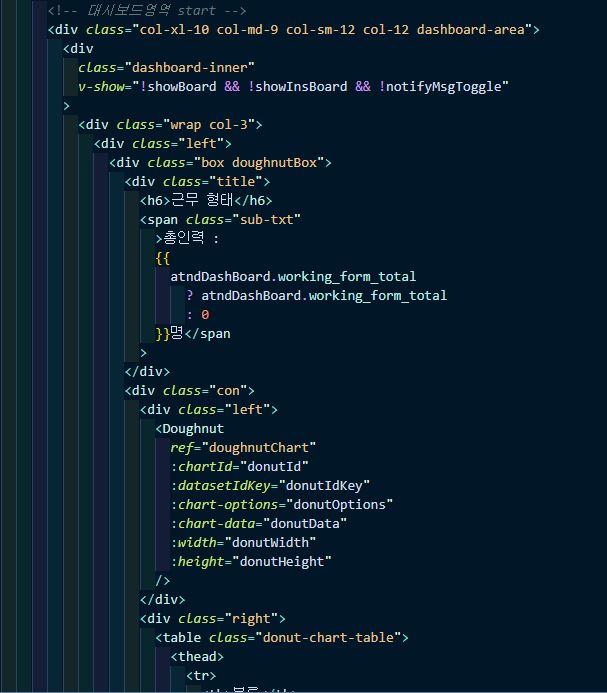 <!-- 대시보드영역 start -->
<div class="col-xl-10 col-md-9 col-sm-12 col-12 dashboard-area">
<div
class="dashboard-inner"
v-show="!showBoard && !showInsBoard && !notifyMsgToggle"
>
<div class="wrap col-3">
<div class="left">
<div class="box doughnutBox">
<div class="title">
<h6>근무 형태</h6>
<span class="sub-txt"
>총인력 :
{{
atndDashBoard.working_form_total
? atndDashBoard.working_form_total
: 0
}}명</span
>
</div>
<div class="con">
<div class="left">
<Doughnut
ref="doughnutChart"
:chartId="donutId"
:datasetIdKey="donutIdKey"
:chart-options="donutOptions"
:chart-data="donutData"
:width="donutWidth"
:height="donutHeight"
/>
</div>
<div class="right">
<table class="donut-chart-table">
<thead>
<tr>